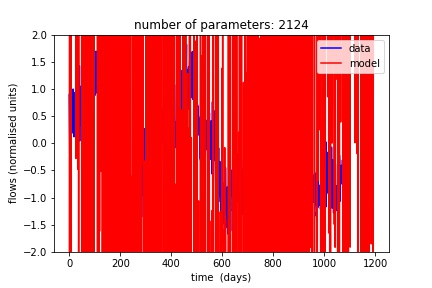 number of parameters: 2124
data
model
flows (normalised units)
2.0
1.5
1.0
0.5
0.0
−0.5
−1.0
−1.5
−2.0
0 200 400 600 800 1000 1200
time (days)